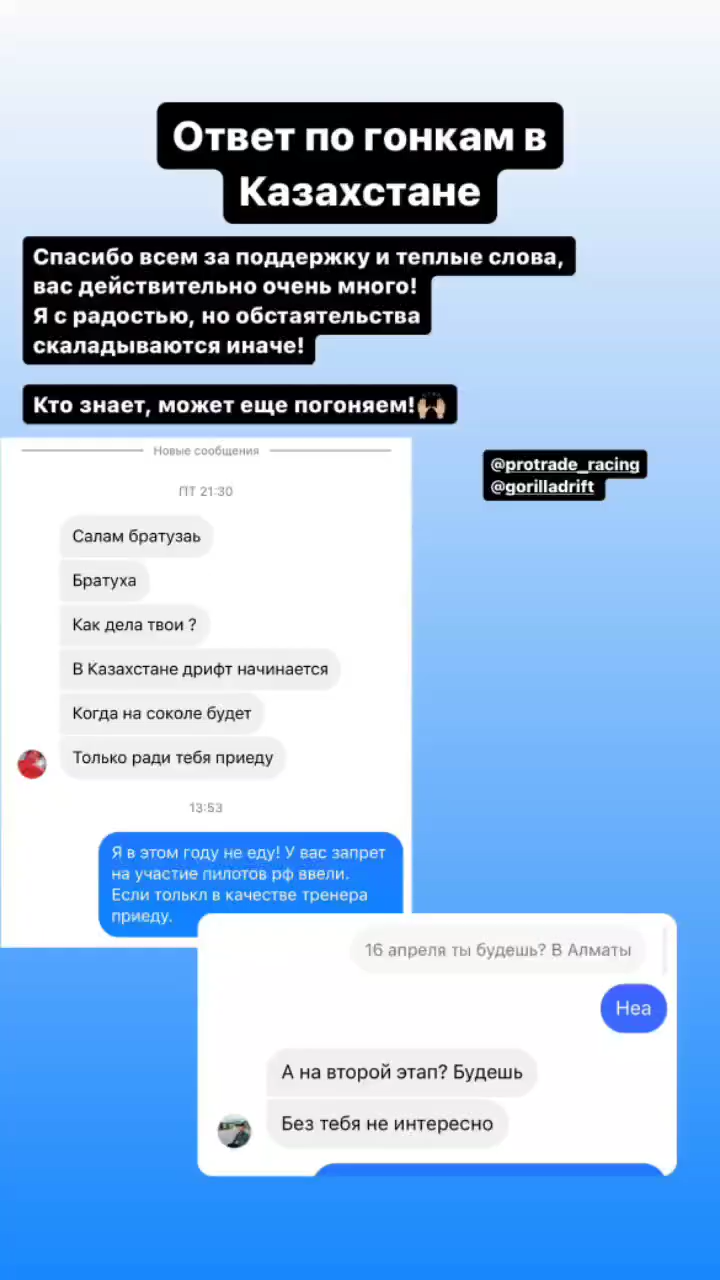 Ответ по гонкам в
Казахстане
Спасибо всем за поддержку и теплые слова,
вас действительно очень много!
Я с радостью, но обстаятельства
скаладываются иначе!
Кто знает, может еще погоняем!🙌🏼
@protrade_racing
@gorilladrift
Новые сообщения
ПТ 21:30
Салам братузаь
Братуха
Как дела твои ?
В Казахстане дрифт начинается
Когда на соколе будет
Только ради тебя приеду
13:53
Я в этом году не еду! У вас запрет
на участие пилотов рф ввели.
Если толькл в качестве тренера
приеду.
16 апреля ты будешь? В Алматы
Неа
А на второй этап? Будешь
Без тебя не интересно